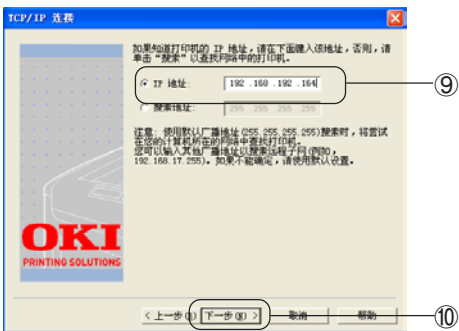 TCP/IP 连接
如果知道打印机的 IP 地址，请在下面键入该地址，否则，请
单击“搜索”以查找网络中的打印机。
IP 地址:
192 .168 .192 .164
⑨
搜索地址:
255 . 255 . 255 . 255
注意: 使用默认广播地址(255.255.255.255)搜索时，将尝试
在您的计算机所在的网络中查找打印机。
您可以输入其他广播地址以搜索远程子网(例如，
192.168.17.255)。如果不能确定，请使用默认设置。
OKI
PRINTING SOLUTIONS
< 上一步(B) 下一步(N) > 取消 帮助
⑩